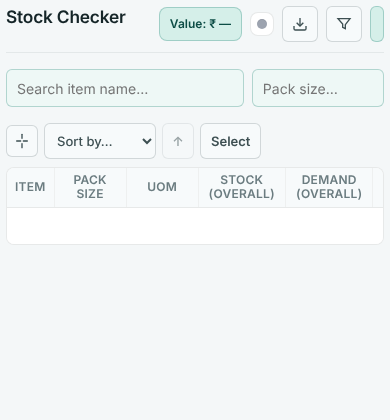 Stock Checker
Value: ₹ —
Search item name...
Pack size...
Sort by...
Select
ITEM
PACK
SIZE
UOM
STOCK
(OVERALL)
DEMAND
(OVERALL)